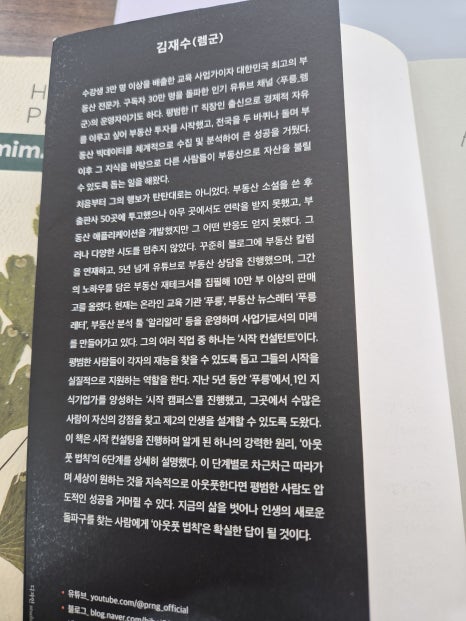 김재수(렘군)
수강생 3만 명 이상을 배출한 교육 사업가이자 대한민국 최고의 부
동산 전문가. 구독자 30만 명을 돌파한 인기 유튜브 채널 〈푸릉_렘
군〉의 운영자이기도 하다. 평범한 IT 직장인 출신으로 경제적 자유
를 이루고 싶어 부동산 투자를 시작했고, 전국을 두 바퀴나 돌며 부
동산 빅데이터를 체계적으로 수집 및 분석하여 큰 성공을 거뒀다.
이후 그 지식을 바탕으로 다른 사람들이 부동산으로 자산을 불릴
수 있도록 돕는 일을 해왔다.
처음부터 그의 행보가 탄탄대로는 아니었다. 부동산 소설을 쓴 후
출판사 50곳에 투고했으나 아무 곳에서도 연락을 받지 못했고, 부
동산 애플리케이션을 개발했지만 그 어떤 반응도 얻지 못했다. 그
러나 다양한 시도를 멈추지 않았다. 꾸준히 블로그에 부동산 칼럼
을 연재하고, 5년 넘게 유튜브로 부동산 상담을 진행했으며, 그간
의 노하우를 담은 부동산 재테크서를 집필해 10만 부 이상의 판매
고를 올렸다. 현재는 온라인 교육 기관 '푸릉', 부동산 뉴스레터 '푸릉
레터', 부동산 분석 툴 '알리알리' 등을 운영하며 사업가로서의 미래
를 만들어가고 있다. 그의 여러 직업 중 하나는 '시작 컨설턴트'이다.
평범한 사람들이 각자의 재능을 찾을 수 있도록 돕고 그들의 시작을
실질적으로 지원하는 역할을 한다. 지난 5년 동안 '푸릉'에서 1인 지
식기업가를 양성하는 '시작 캠퍼스'를 진행했고, 그곳에서 수많은
사람이 자신의 강점을 찾고 제2의 인생을 설계할 수 있도록 도왔다.
이 책은 시작 컨설팅을 진행하며 알게 된 하나의 강력한 원리, '아웃
풋 법칙'의 6단계를 상세히 설명했다. 이 단계별로 차근차근 따라가
며 세상이 원하는 것을 지속적으로 아웃풋한다면 평범한 사람도 압
도적인 성공을 거머쥘 수 있다. 지금의 삶을 벗어나 인생의 새로운
돌파구를 찾는 사람에게 '아웃풋 법칙'은 확실한 답이 될 것이다.
• 유튜브_ youtube.com/@prng_official
• 블로그_ blog.naver.com/
디자인